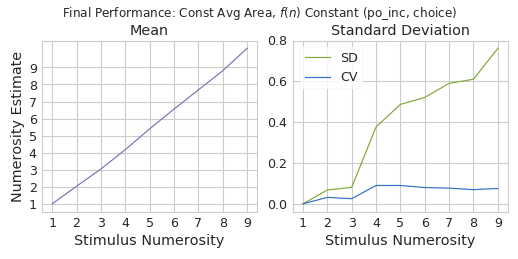 Final Performance: Const Avg Area, f(n) Constant (po_inc, choice)
Mean
Numerosity Estimate
9
8
7
6
5
4
3
2
1
1 2 3 4 5 6 7 8 9
Stimulus Numerosity
Standard Deviation
0.8
0.6
0.4
0.2
0.0
SD
CV
1 2 3 4 5 6 7 8 9
Stimulus Numerosity